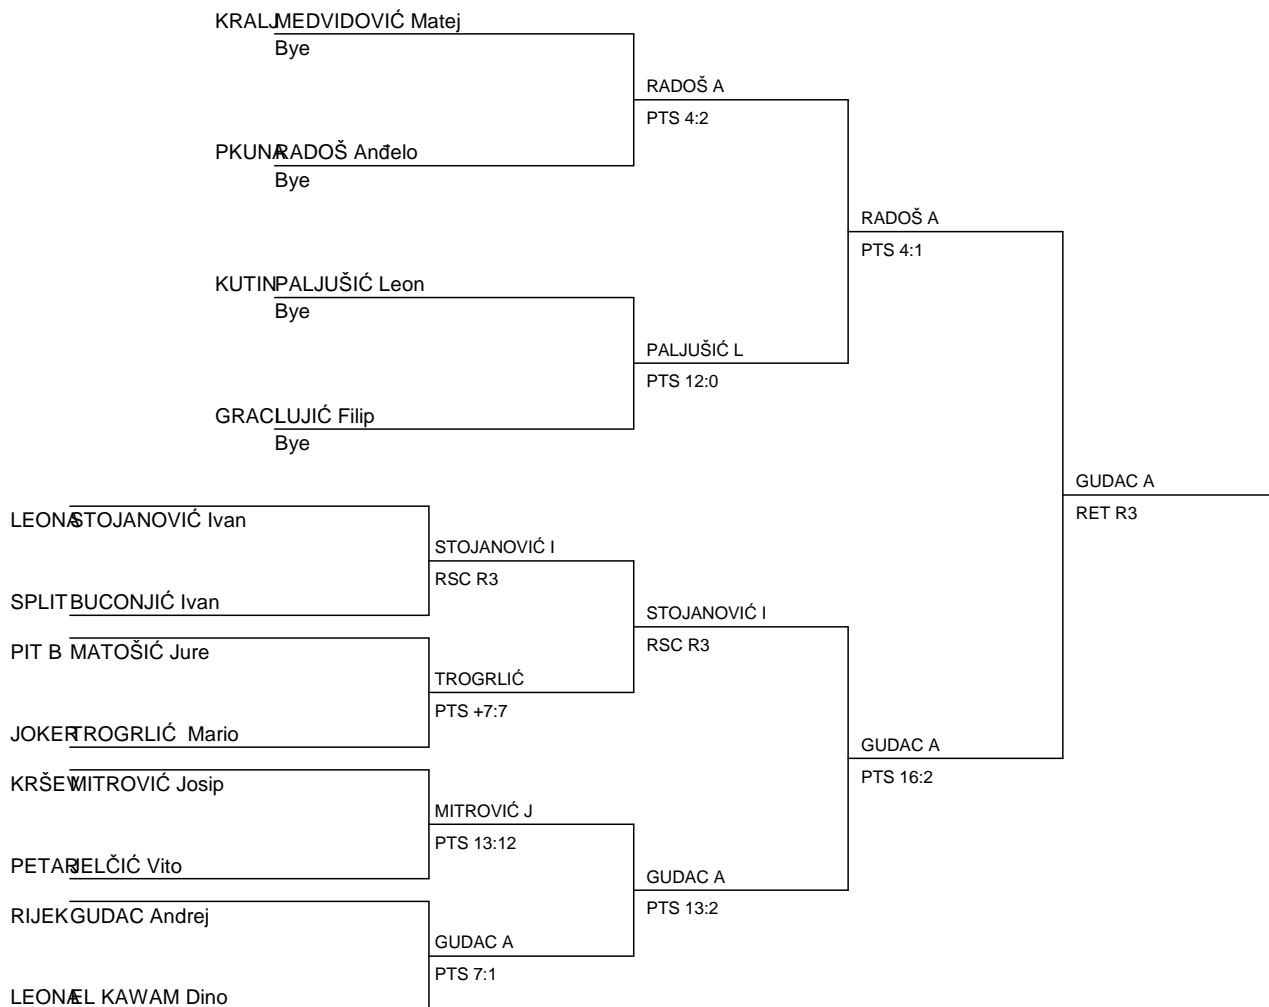 KRALJ MEDVIDOVIĆ Matej
Bye
RADOŠ A
PTS 4:2
PKUNA RADOŠ Anđelo
Bye
RADOŠ A
PTS 4:1
KUTIN PALJUŠIĆ Leon
Bye
PALJUŠIĆ L
PTS 12:0
GRAC LUJIĆ Filip
Bye
GUDAC A
RET R3
LEONA STOJANOVIĆ Ivan
STOJANOVIĆ I
RSC R3
SPLIT BUCONJIĆ Ivan
STOJANOVIĆ I
RSC R3
PIT B MATOŠIĆ Jure
TROGRLIĆ
PTS +7:7
JOKER TROGRLIĆ Mario
GUDAC A
PTS 16:2
KRŠEV MITROVIĆ Josip
MITROVIĆ J
PTS 13:12
PETAR JELČIĆ Vito
GUDAC A
PTS 13:2
RIJEK GUDAC Andrej
GUDAC A
PTS 7:1
LEONA EL KAWAM Dino